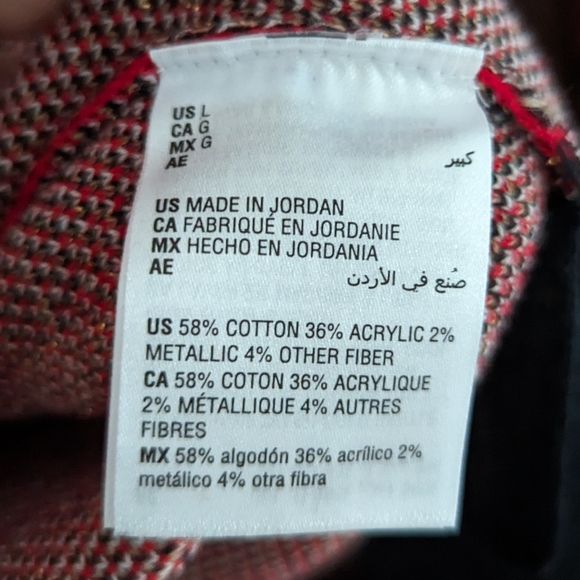 US L
CA G
MX G
AE كبير
US MADE IN JORDAN
CA FABRIQUÉ EN JORDANIE
MX HECHO EN JORDANIA
AE صُنع في الأردن
US 58% COTTON 36% ACRYLIC 2%
METALLIC 4% OTHER FIBER
CA 58% COTON 36% ACRYLIQUE
2% MÉTALLIQUE 4% AUTRES
FIBRES
MX 58% algodón 36% acrílico 2%
metálico 4% otra fibra